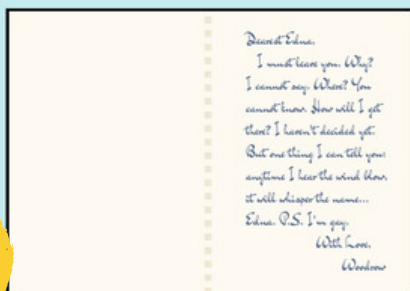 Dearest Edna,
I must leave you. Why?
I cannot say. Where? You
cannot know. How will I get
there? I haven't decided yet.
But one thing I can tell you:
anytime I hear the wind blow,
it will whisper the name...
Edna. P.S. I'm gay.
With Love,
Woodrow